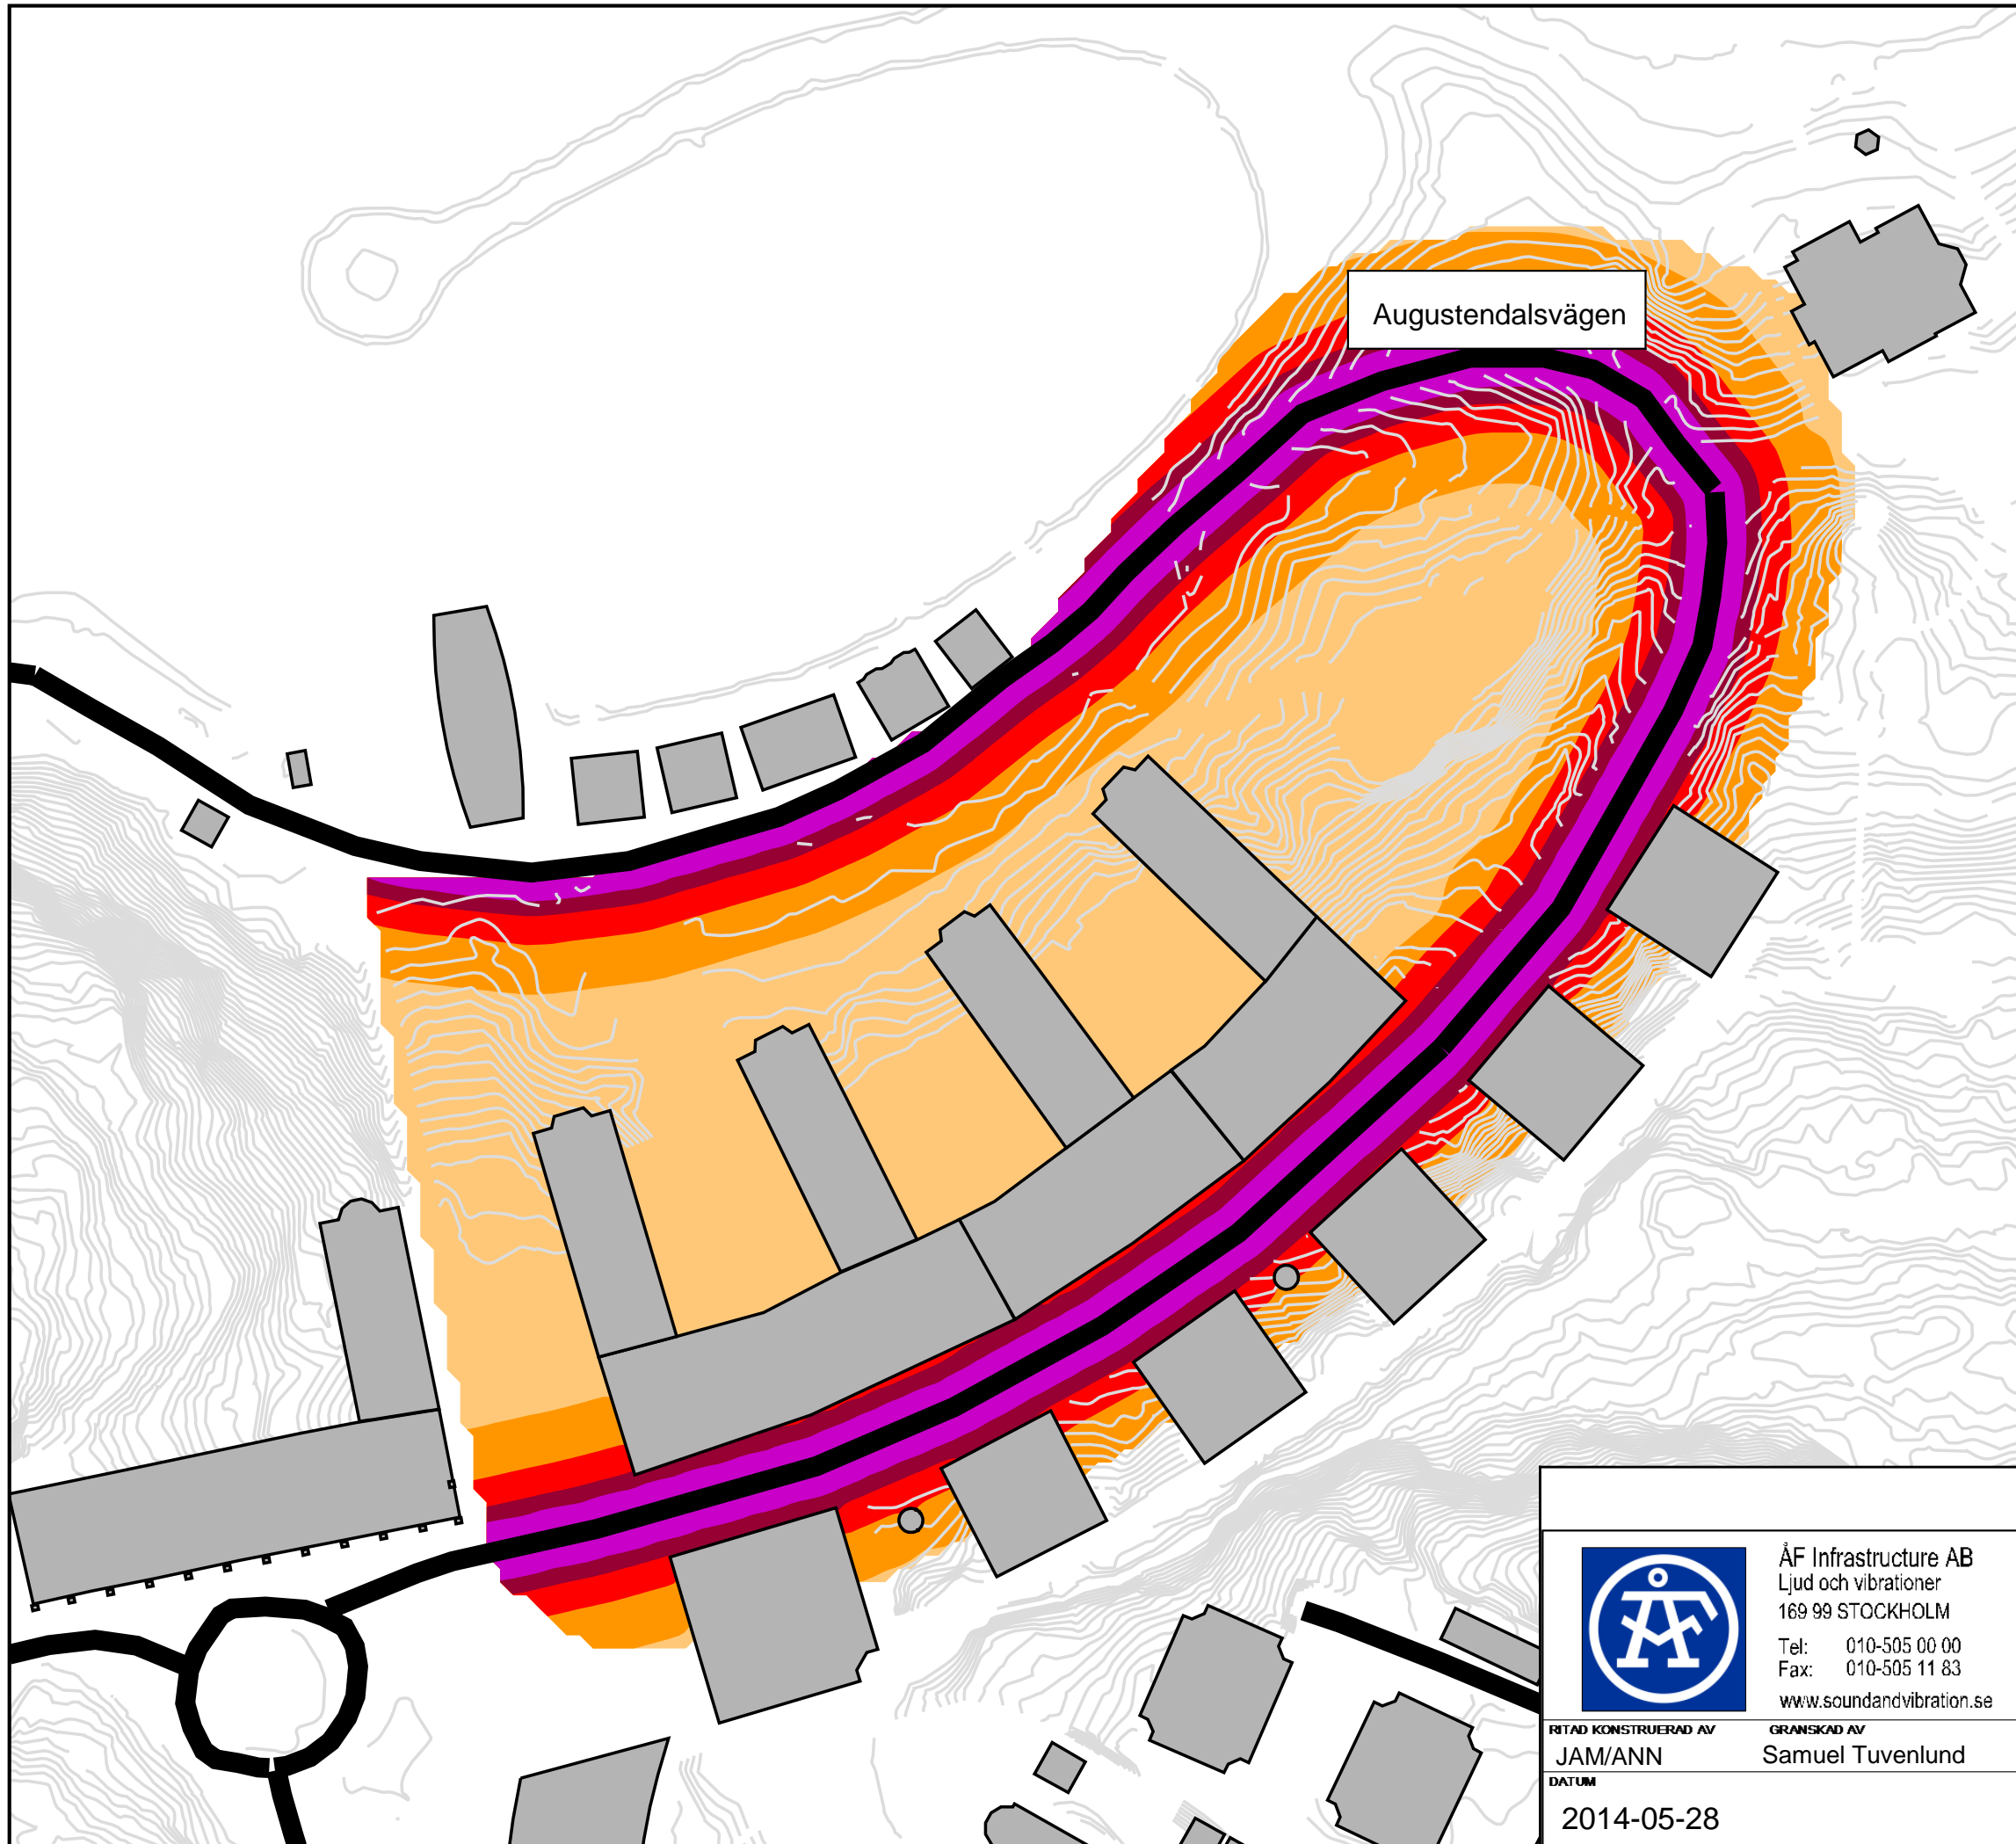 Augustendalsvägen
ÅF Infrastructure AB
Ljud och vibrationer
169 99 STOCKHOLM
Tel: 010-505 00 00
Fax: 010-505 11 83
www.soundandvibration.se
RITAD KONSTRUERAD AV GRANSKAD AV
JAM/ANN Samuel Tuvenlund
DATUM
2014-05-28